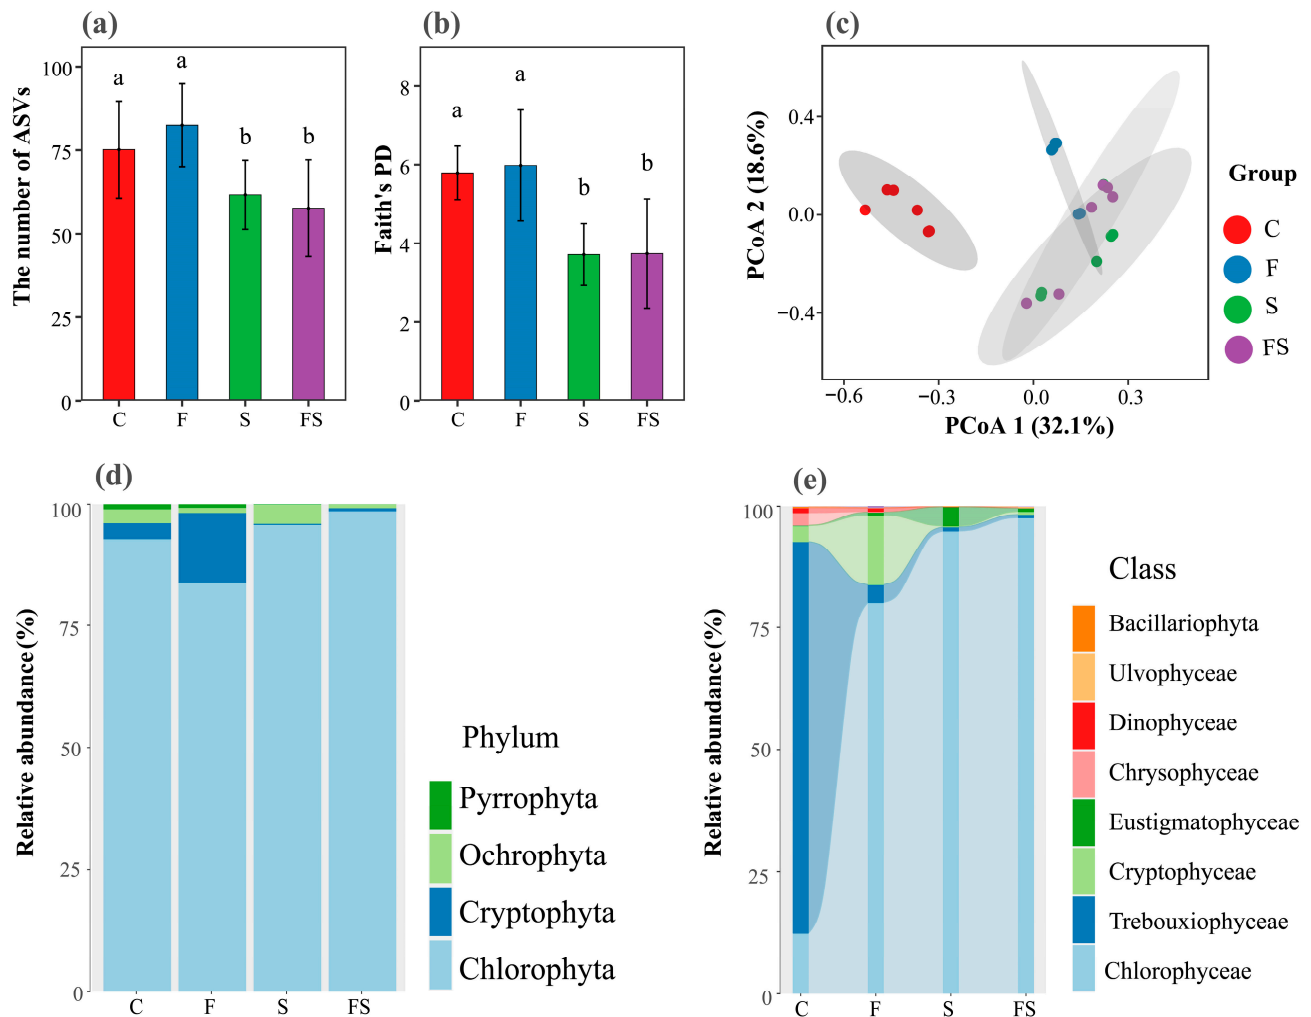 (a)
The number of ASVs
100
75
50
25
0
a
a
b
b
C
F
S
FS
(b)
Faith's PD
8
6
4
2
0
a
a
b
b
C
F
S
FS
(c)
PCoA 2 (18.6%)
0.4
0.0
−0.4
−0.6
−0.3
0.0
0.3
PCoA 1 (32.1%)
Group
C
F
S
FS
(d)
Relative abundance (%)
100
75
50
25
0
C
F
S
FS
Phylum
Pyrrophyta
Ochrophyta
Cryptophyta
Chlorophyta
(e)
Relative abundance (%)
100
75
50
25
0
C
F
S
FS
Class
Bacillariophyta
Ulvophyceae
Dinophyceae
Chrysophyceae
Eustigmatophyceae
Cryptophyceae
Trebouxiophyceae
Chlorophyceae